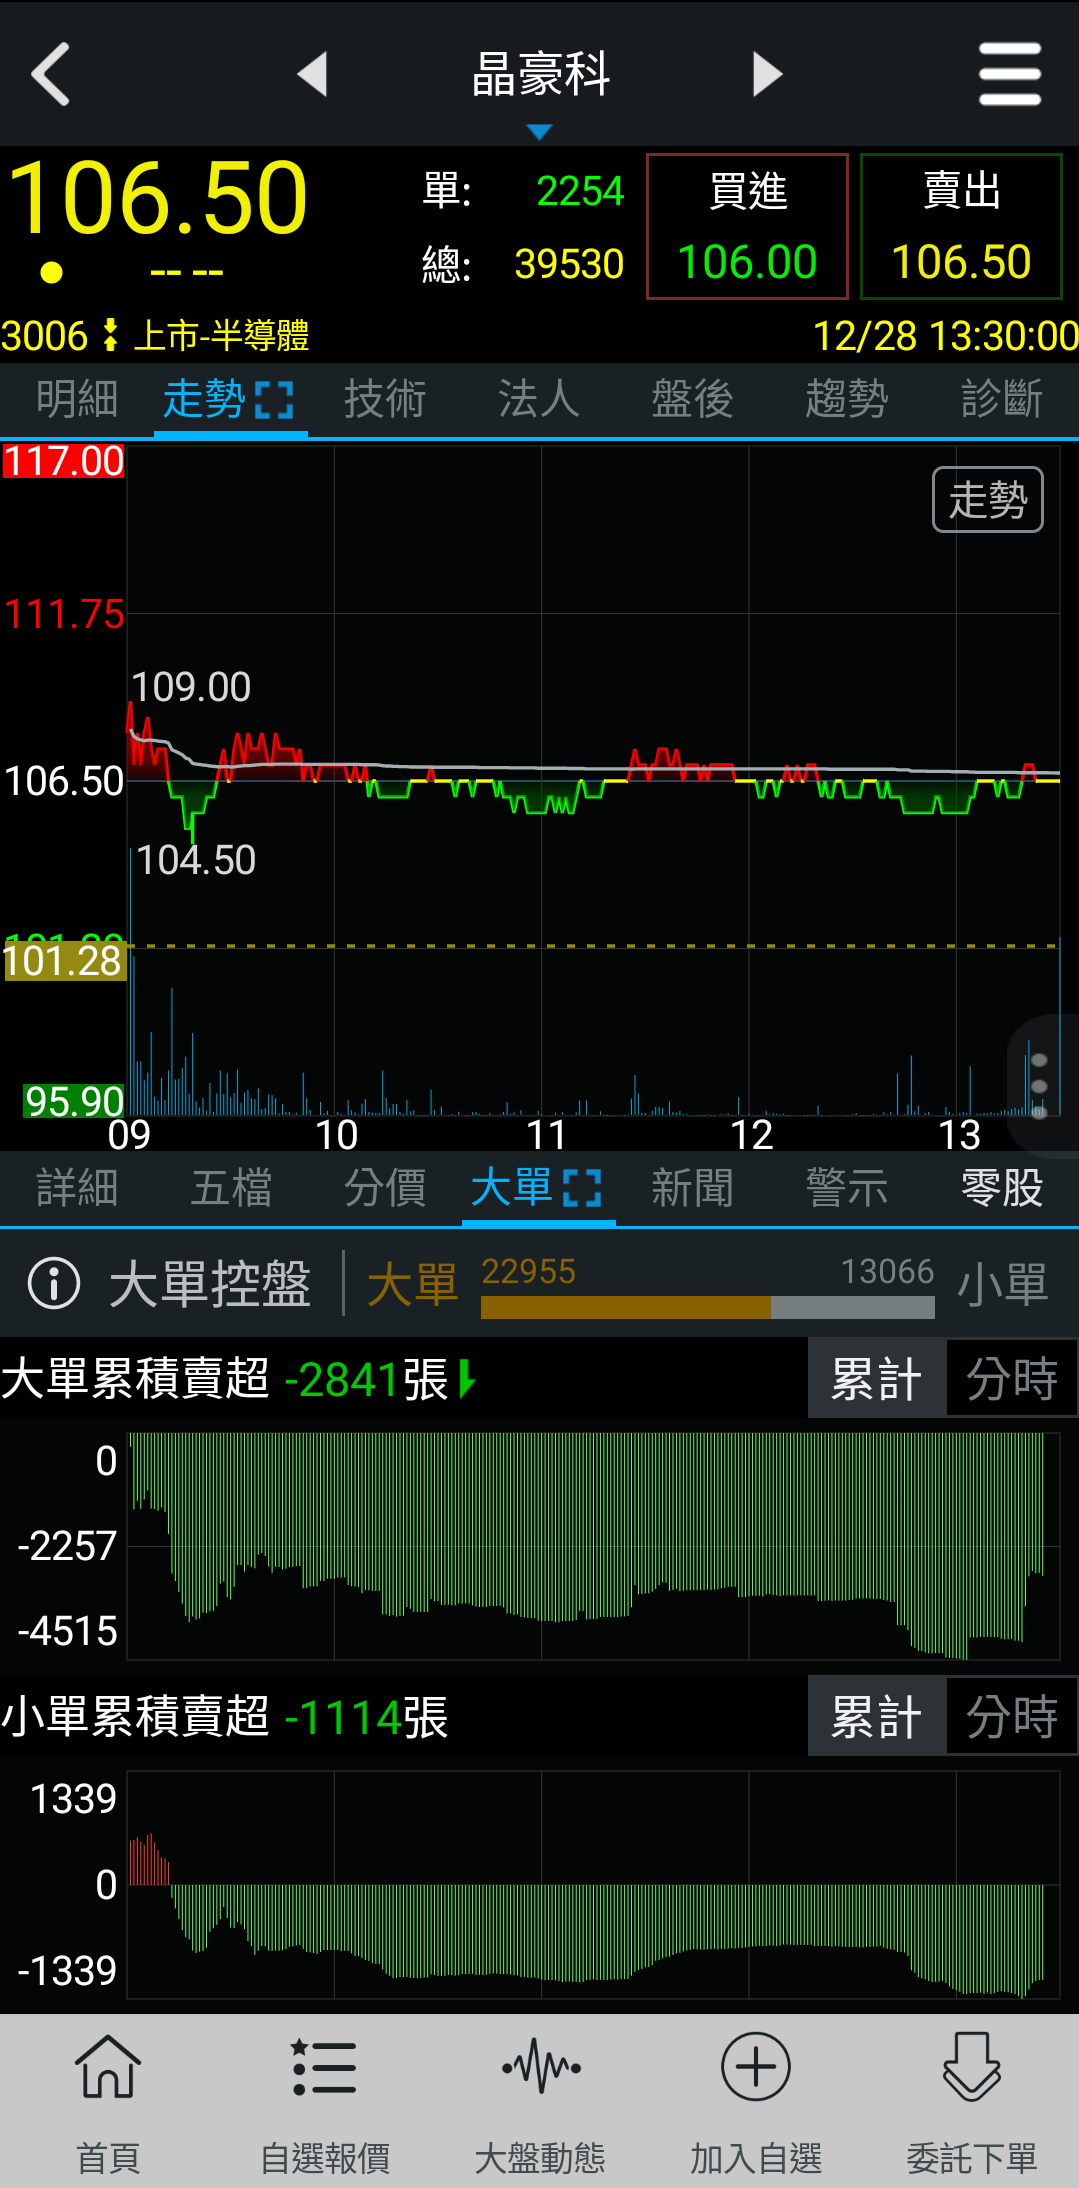 晶豪科
106.50
-- --
單: 2254
總: 39530
買進
106.00
賣出
106.50
3006 上市-半導體 12/28 13:30:00
明細 走勢 技術 法人 盤後 趨勢 診斷
117.00
走勢
111.75
109.00
106.50
104.50
101.28
95.90
09 10 11 12 13
詳細 五檔 分價 大單 新聞 警示 零股
大單控盤 大單 22955 13066 小單
大單累積賣超 -2841張 累計 分時
0
-2257
-4515
小單累積賣超 -1114張 累計 分時
1339
0
-1339
首頁 自選報價 大盤動態 加入自選 委託下單